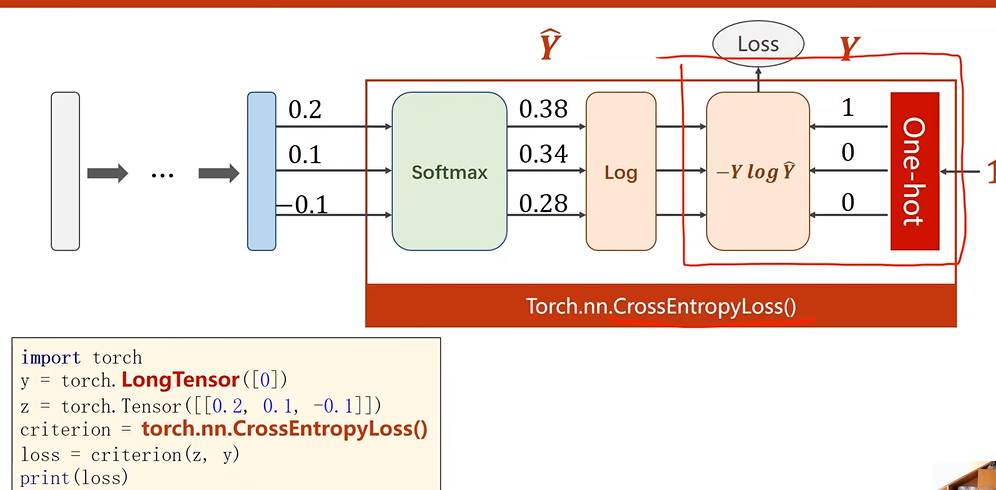 Ŷ
Loss
Y
0.2
0.1
−0.1
Softmax
0.38
0.34
0.28
Log
−Y log Ŷ
1
0
0
One-hot
1
Torch.nn.CrossEntropyLoss()
import torch
y = torch.LongTensor([0])
z = torch.Tensor([[0.2, 0.1, -0.1]])
criterion = torch.nn.CrossEntropyLoss()
loss = criterion(z, y)
print(loss)